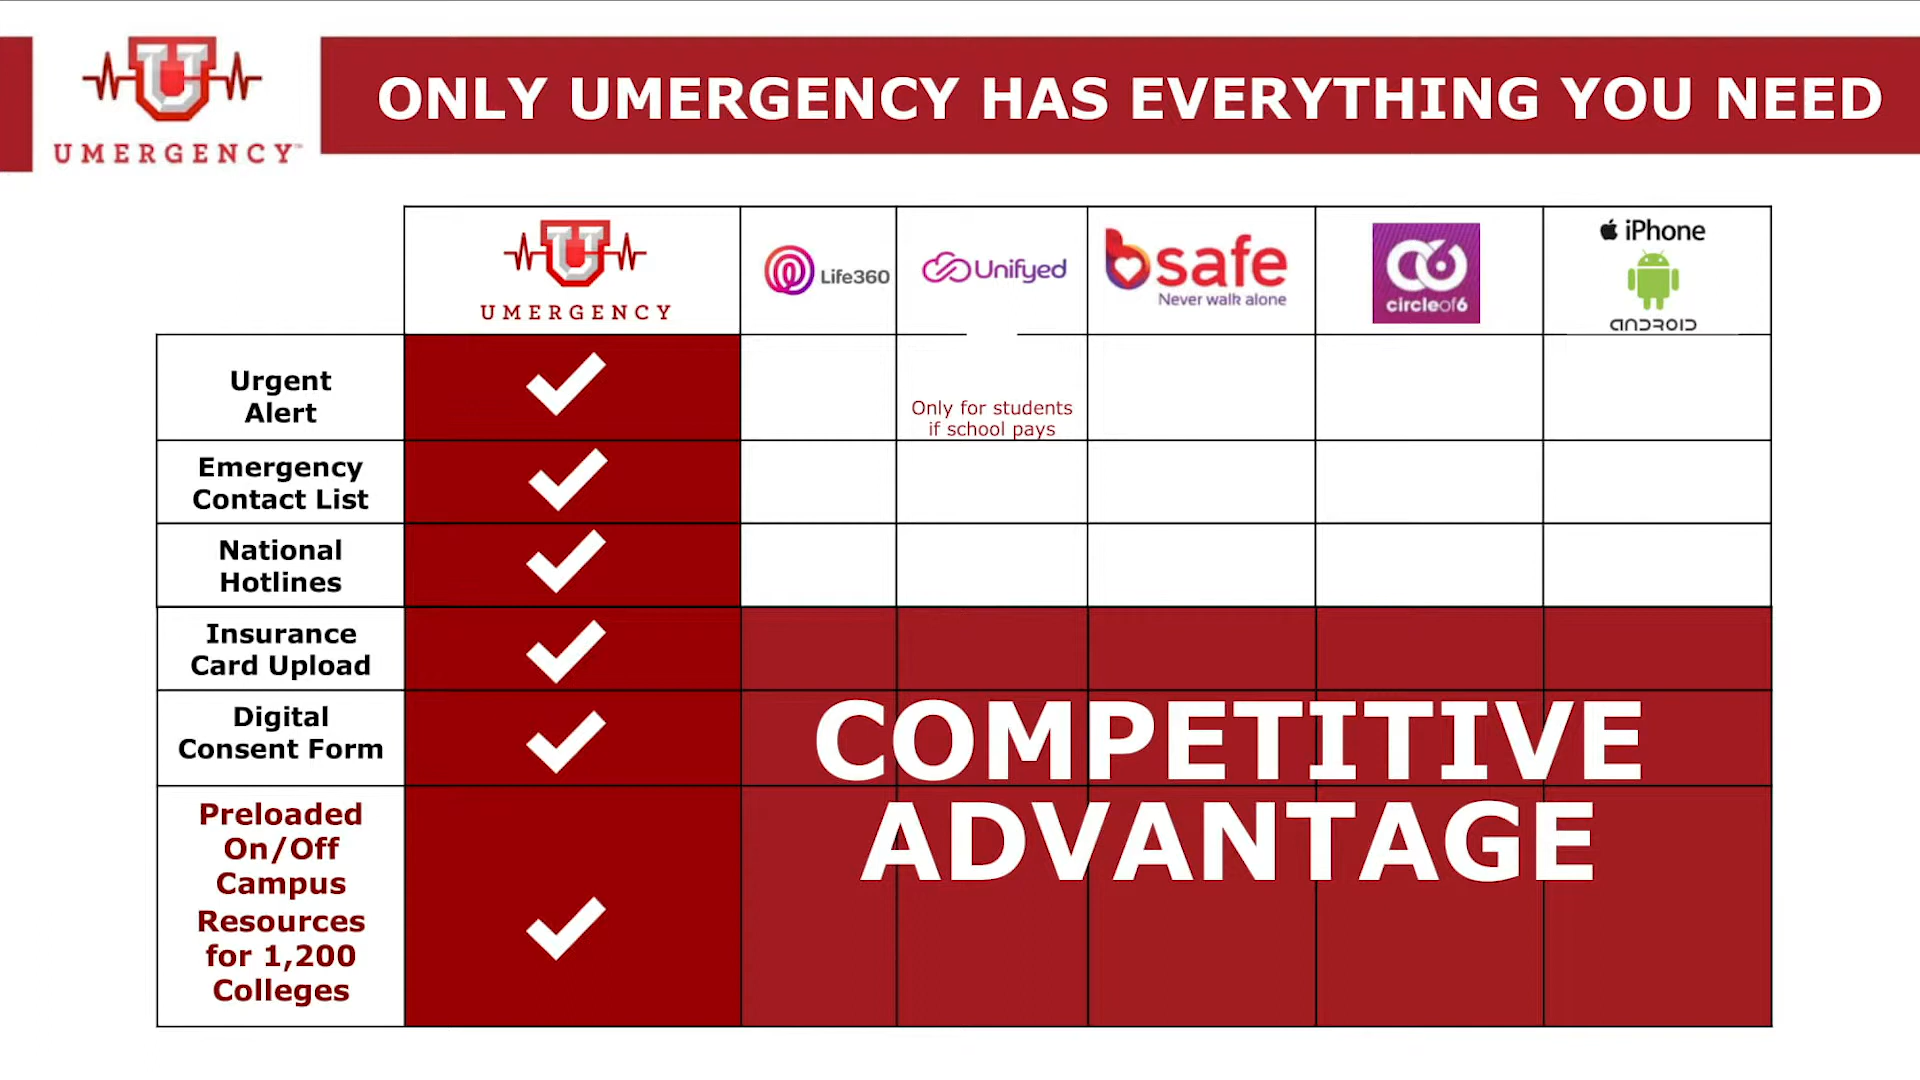 UMERGENCY™
ONLY UMERGENCY HAS EVERYTHING YOU NEED
UMERGENCY
Life360
Unifyed
bsafe
Never walk alone
circleof6
iPhone
ANDROID
Urgent
Alert
Only for students
if school pays
Emergency
Contact List
National
Hotlines
Insurance
Card Upload
Digital
Consent Form
COMPETITIVE
ADVANTAGE
Preloaded
On/Off
Campus
Resources
for 1,200
Colleges